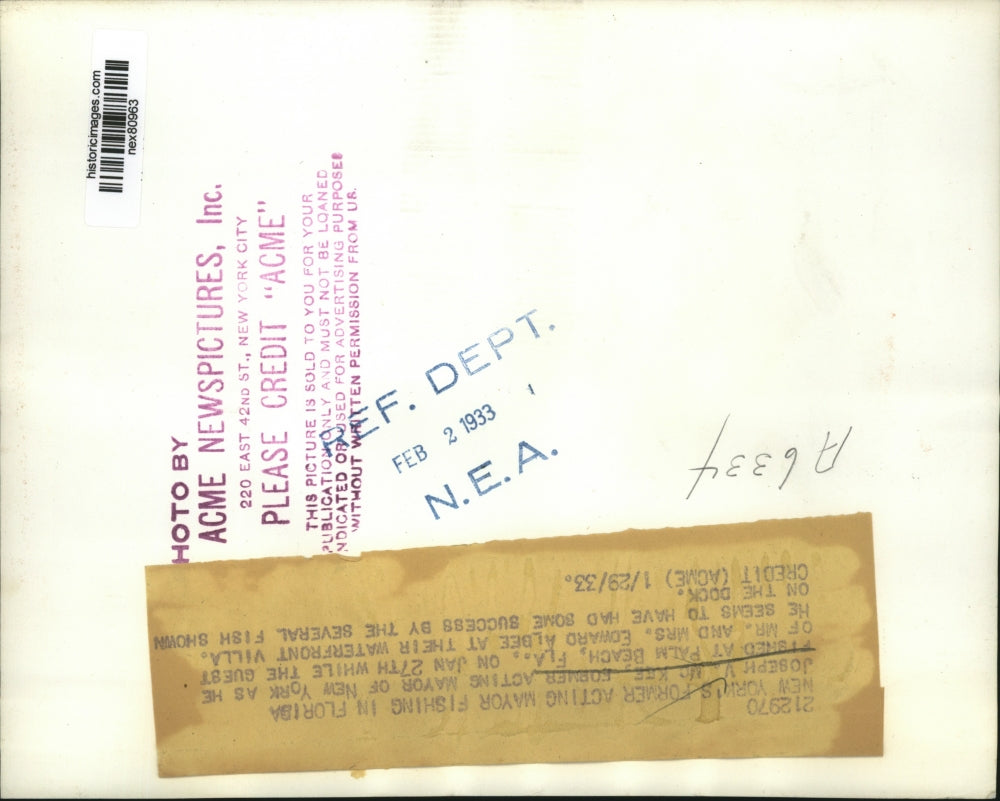 historicimages.com
nex80963
HOTO BY
ACME NEWSPICTURES, Inc.
220 EAST 42ND ST., NEW YORK CITY
PLEASE CREDIT "ACME"
THIS PICTURE IS SOLD TO YOU FOR YOUR
PUBLICATION ONLY AND MUST NOT BE LOANED
NDICATED OR USED FOR ADVERTISING PURPOSES
WITHOUT WRITTEN PERMISSION FROM US.
REF. DEPT.
FEB 2 1933
N.E.A.
A6334
212970
NEW YORK'S FORMER ACTING MAYOR FISHING IN FLORIDA
JOSEPH V. MC KEE FORMER ACTING MAYOR OF NEW YORK AS HE
FISHED AT PALM BEACH, FLA., ON JAN 27TH WHILE THE GUEST
OF MR. AND MRS. EDWARD ALBEE AT THEIR WATERFRONT VILLA.
HE SEEMS TO HAVE HAD SOME SUCCESS BY THE SEVERAL FISH SHOWN
ON THE DOCK.
CREDIT (ACME) 1/29/33.